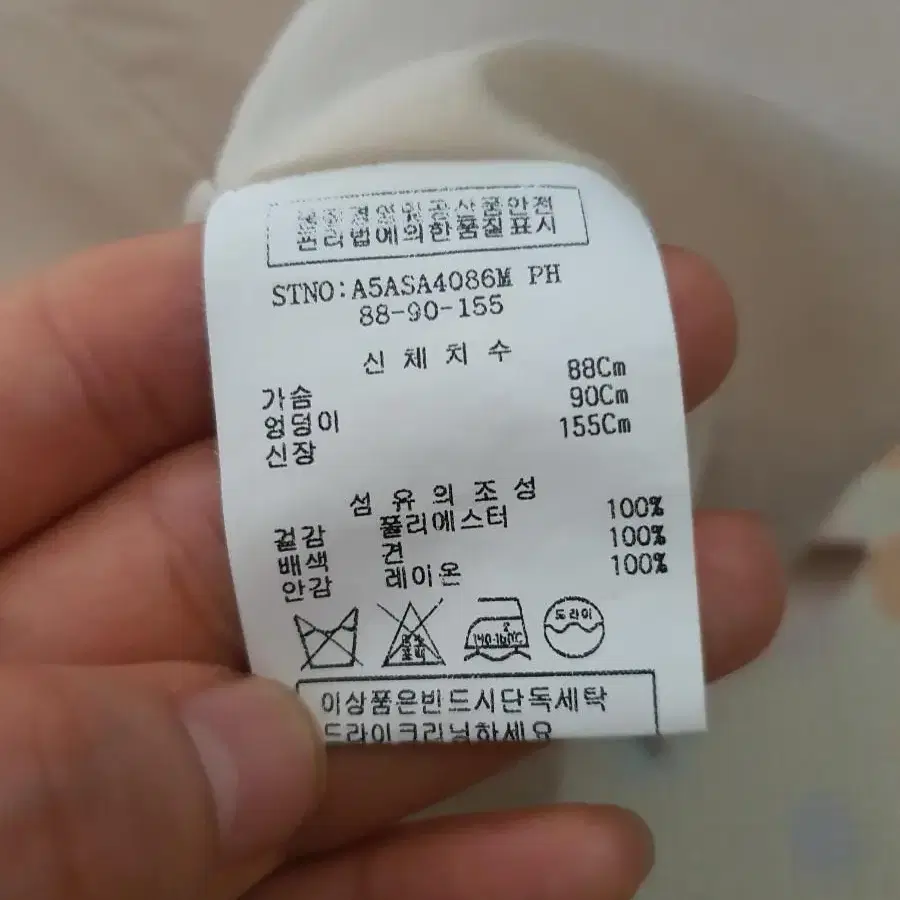 품질경영및공산품안전
관리법에의한품질표시
STNO:A5ASA4086M PH
88-90-155
신체치수
가슴 88Cm
엉덩이 90Cm
신장 155Cm
섬유의조성
겉감 폴리에스터 100%
배색 견 100%
안감 레이온 100%
드라이
이상품은반드시단독세탁
드라이크리닝하세요